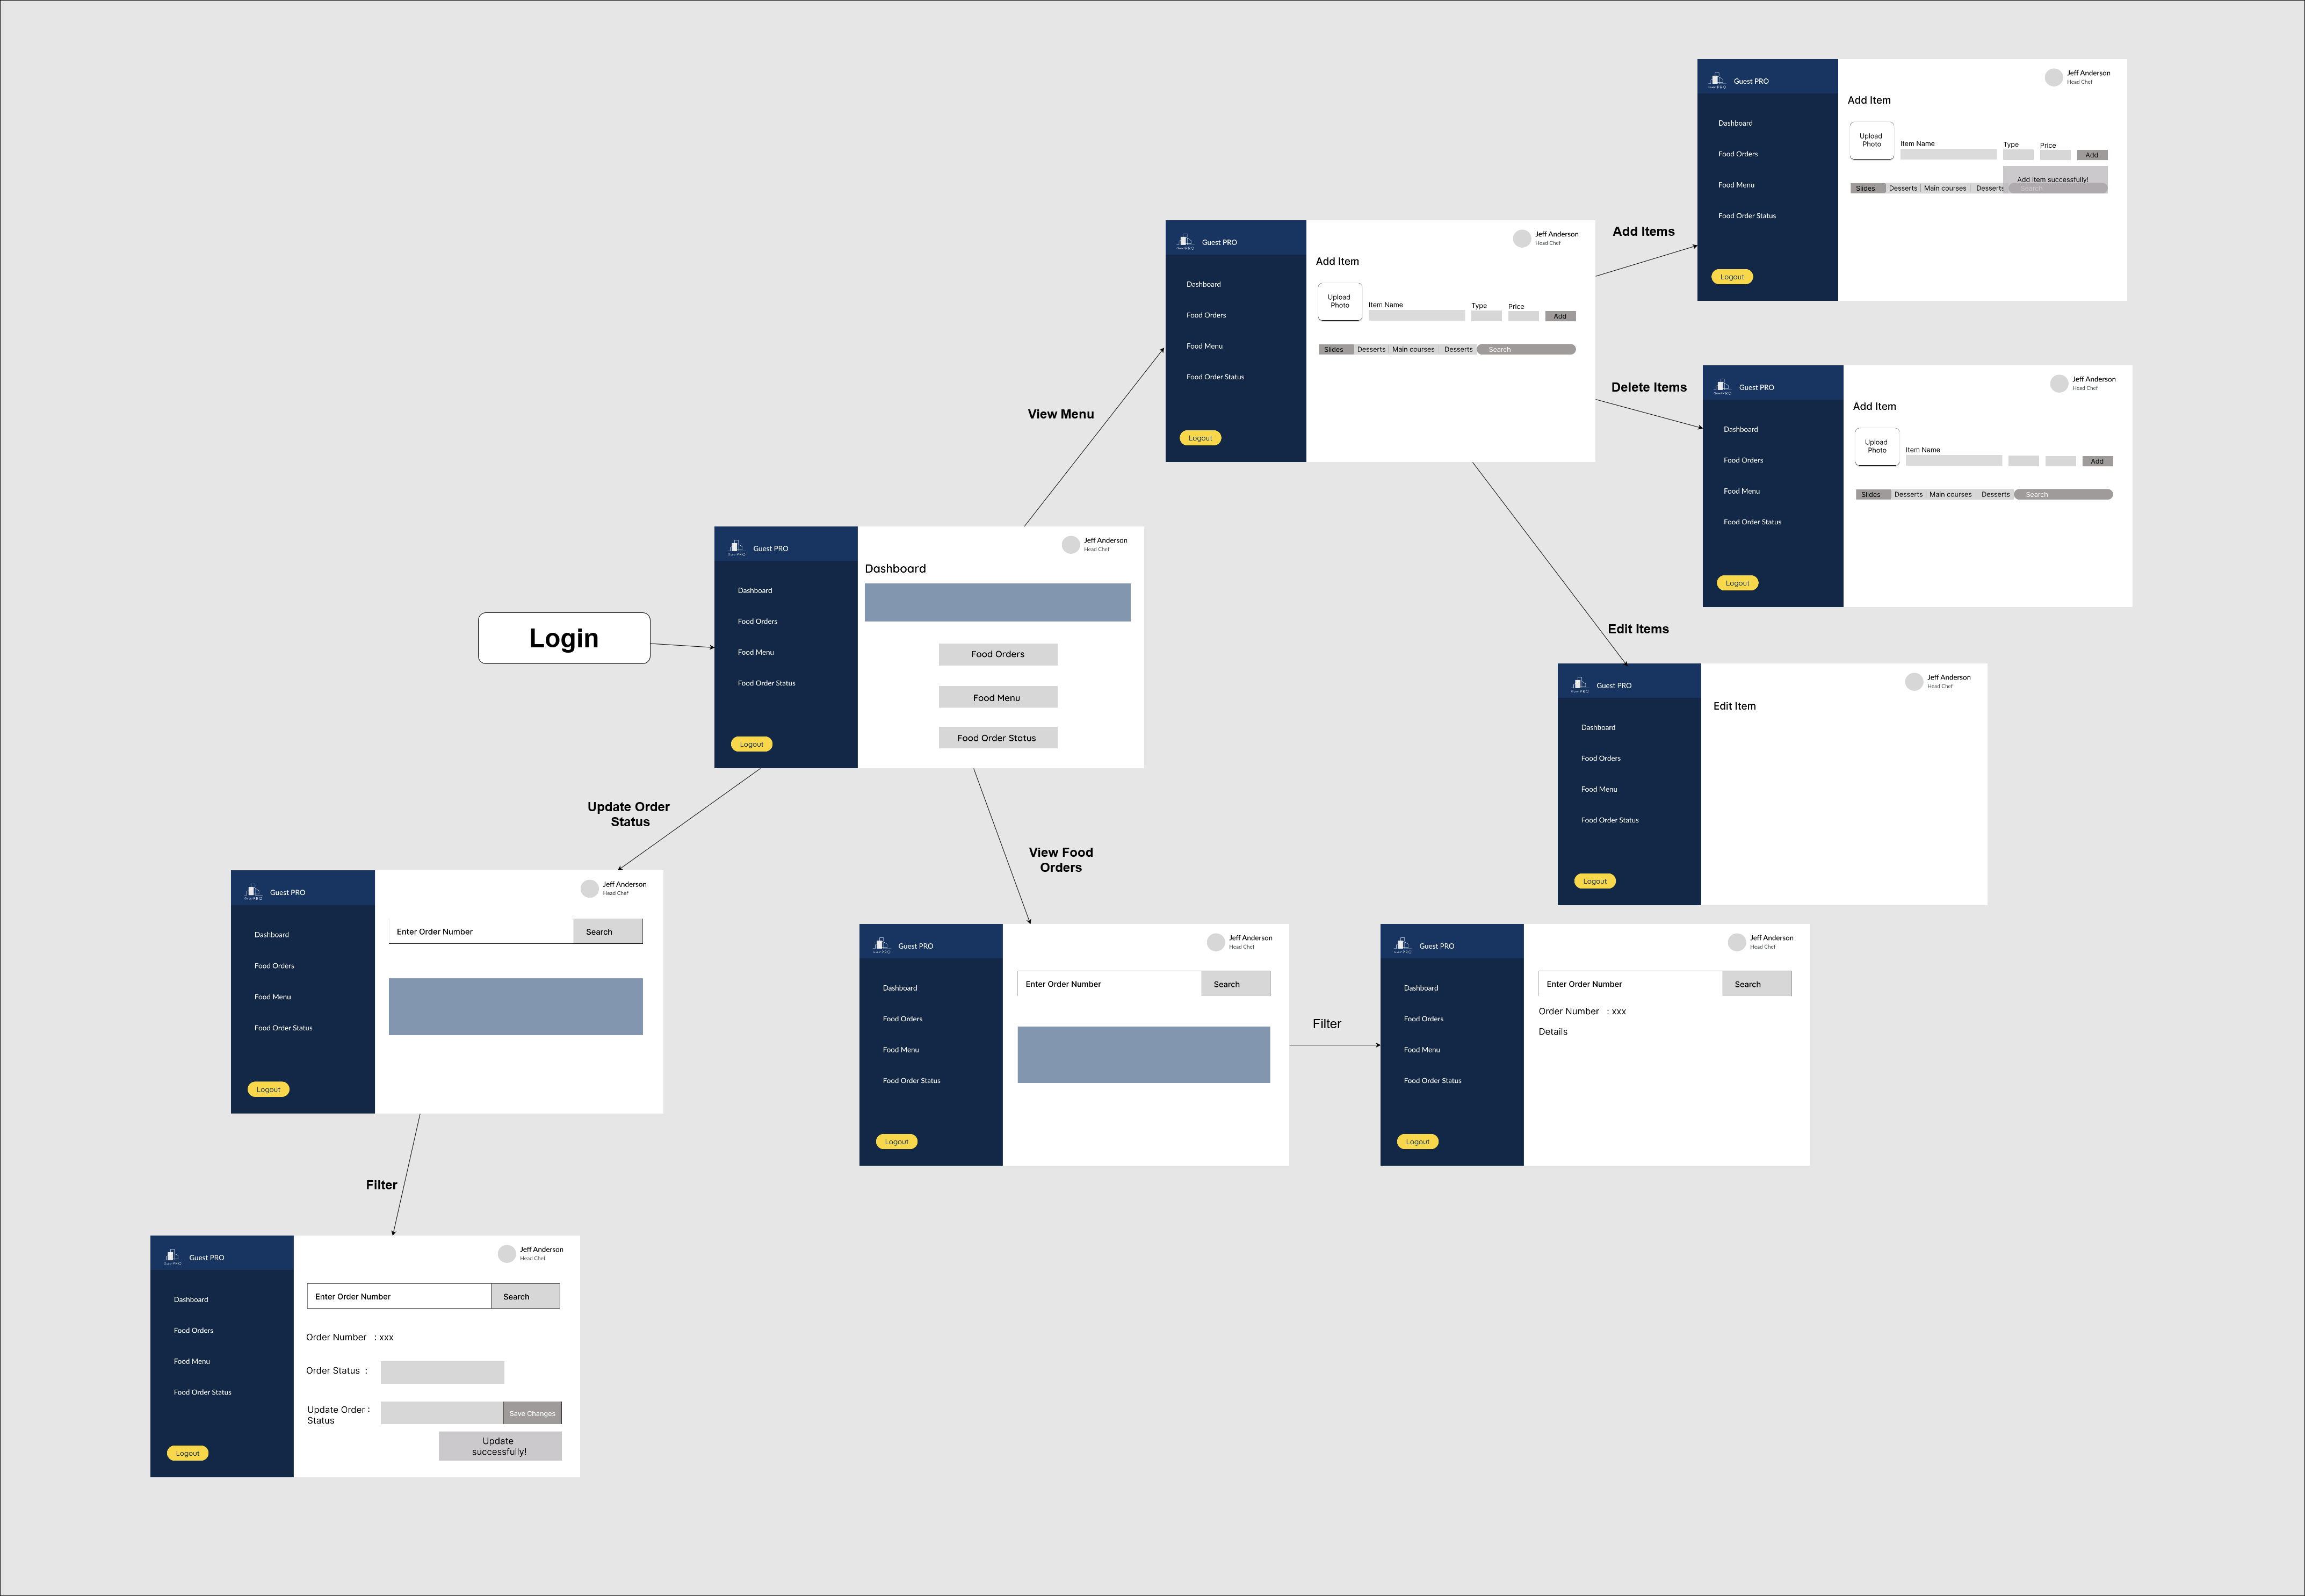 Guest PRO
Jeff Anderson
Head Chef
Add Item
Dashboard
Upload
Photo
Item Name
Type
Price
Add
Food Orders
Add item successfully!
Food Menu
Slides
Desserts
Main courses
Desserts
Search
Food Order Status
Logout
Add Items
Guest PRO
Jeff Anderson
Head Chef
Add Item
Dashboard
Upload
Photo
Item Name
Type
Price
Add
Food Orders
Food Menu
Slides
Desserts
Main courses
Desserts
Search
Food Order Status
Logout
Delete Items
Guest PRO
Jeff Anderson
Head Chef
Add Item
Dashboard
Upload
Photo
Item Name
Add
Food Orders
Food Menu
Slides
Desserts
Main courses
Desserts
Search
Food Order Status
Logout
View Menu
Login
Guest PRO
Jeff Anderson
Head Chef
Dashboard
Dashboard
Food Orders
Food Menu
Food Order Status
Logout
Food Orders
Food Menu
Food Order Status
Edit Items
Guest PRO
Jeff Anderson
Head Chef
Edit Item
Dashboard
Food Orders
Food Menu
Food Order Status
Logout
Update Order
Status
View Food
Orders
Guest PRO
Jeff Anderson
Head Chef
Enter Order Number
Search
Dashboard
Food Orders
Food Menu
Food Order Status
Logout
Guest PRO
Jeff Anderson
Head Chef
Enter Order Number
Search
Dashboard
Food Orders
Food Menu
Food Order Status
Logout
Filter
Guest PRO
Jeff Anderson
Head Chef
Enter Order Number
Search
Order Number : xxx
Details
Dashboard
Food Orders
Food Menu
Food Order Status
Logout
Filter
Guest PRO
Jeff Anderson
Head Chef
Enter Order Number
Search
Dashboard
Food Orders
Food Menu
Food Order Status
Logout
Order Number : xxx
Order Status :
Update Order :
Status
Save Changes
Update
successfully!